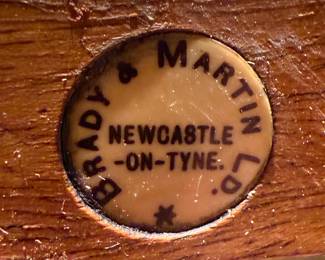 BRADY & MARTIN LD.
NEWCASTLE
-ON-TYNE.